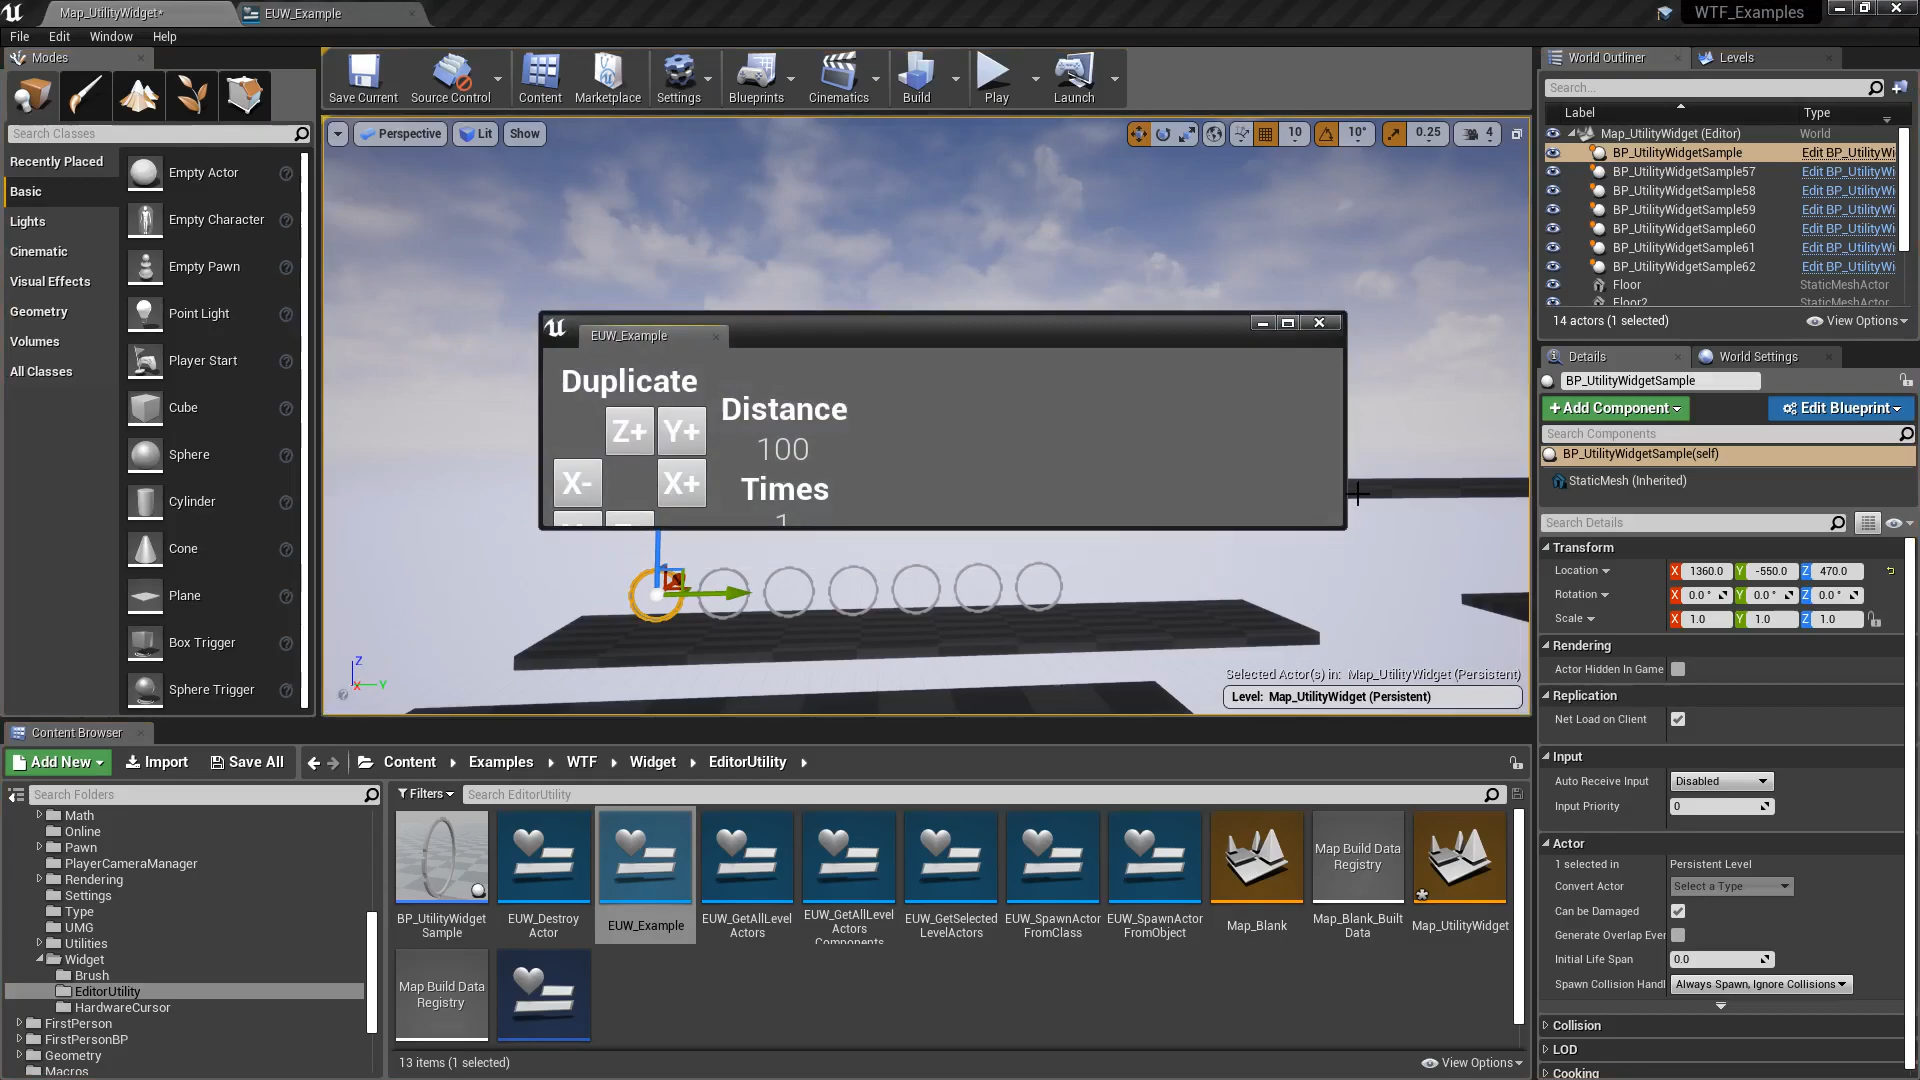 Map_UtilityWidget*
EUW_Example
WTF_Examples
File Edit Window Help
Modes
Search Classes
Recently Placed
Basic
Lights
Cinematic
Visual Effects
Geometry
Volumes
All Classes
Empty Actor
Empty Character
Empty Pawn
Point Light
Player Start
Cube
Sphere
Cylinder
Cone
Plane
Box Trigger
Sphere Trigger
Save Current
Source Control
Content
Marketplace
Settings
Blueprints
Cinematics
Build
Play
Launch
Perspective
Lit
Show
10
10°
0.25
4
EUW_Example
Duplicate
Z+ Y+
X- X+
Distance
100
Times
Z
X Y
Selected Actor(s) in: Map_UtilityWidget (Persistent)
Level: Map_UtilityWidget (Persistent)
World Outliner
Levels
Search...
Label Type
Map_UtilityWidget (Editor) World
BP_UtilityWidgetSample Edit BP_UtilityWi
BP_UtilityWidgetSample57 Edit BP_UtilityWi
BP_UtilityWidgetSample58 Edit BP_UtilityWi
BP_UtilityWidgetSample59 Edit BP_UtilityWi
BP_UtilityWidgetSample60 Edit BP_UtilityWi
BP_UtilityWidgetSample61 Edit BP_UtilityWi
BP_UtilityWidgetSample62 Edit BP_UtilityWi
Floor StaticMeshActor
Floor2 StaticMeshActor
14 actors (1 selected)
View Options
Details
World Settings
BP_UtilityWidgetSample
+Add Component
Edit Blueprint
Search Components
BP_UtilityWidgetSample(self)
StaticMesh (Inherited)
Search Details
Transform
Location X 1360.0 Y -550.0 Z 470.0
Rotation X 0.0 ° Y 0.0 ° Z 0.0 °
Scale X 1.0 Y 1.0 Z 1.0
Rendering
Actor Hidden In Game
Replication
Net Load on Client
Input
Auto Receive Input Disabled
Input Priority 0
Actor
1 selected in Persistent Level
Convert Actor Select a Type
Can be Damaged
Generate Overlap Ever
Initial Life Span 0.0
Spawn Collision Handl Always Spawn, Ignore Collisions
Collision
LOD
Cooking
Content Browser
Add New
Import
Save All
Content
Examples
WTF
Widget
EditorUtility
Search Folders
Filters
Search EditorUtility
Math
Online
Pawn
PlayerCameraManager
Rendering
Settings
Type
UMG
Utilities
Widget
Brush
EditorUtility
HardwareCursor
FirstPerson
FirstPersonBP
Geometry
Macros
BP_UtilityWidget
Sample
EUW_Destroy
Actor
EUW_Example
EUW_GetAllLevel
Actors
EUW_GetAllLevel
Actors
Components
EUW_GetSelected
LevelActors
EUW_SpawnActor
FromClass
EUW_SpawnActor
FromObject
Map_Blank
Map Build Data
Registry
Map_Blank_Built
Data
Map_UtilityWidget
Map Build Data
Registry
13 items (1 selected)
View Options